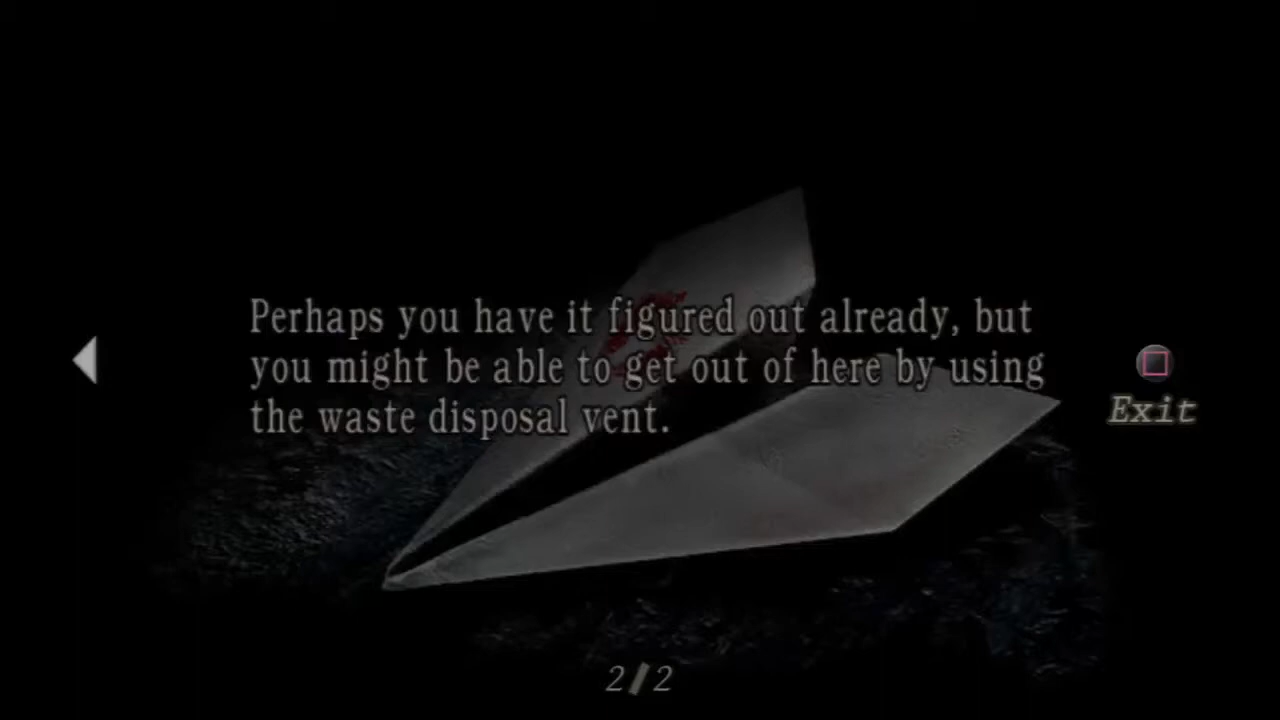 Perhaps you have it figured out already, but
you might be able to get out of here by using
the waste disposal vent.
Exit
2/2